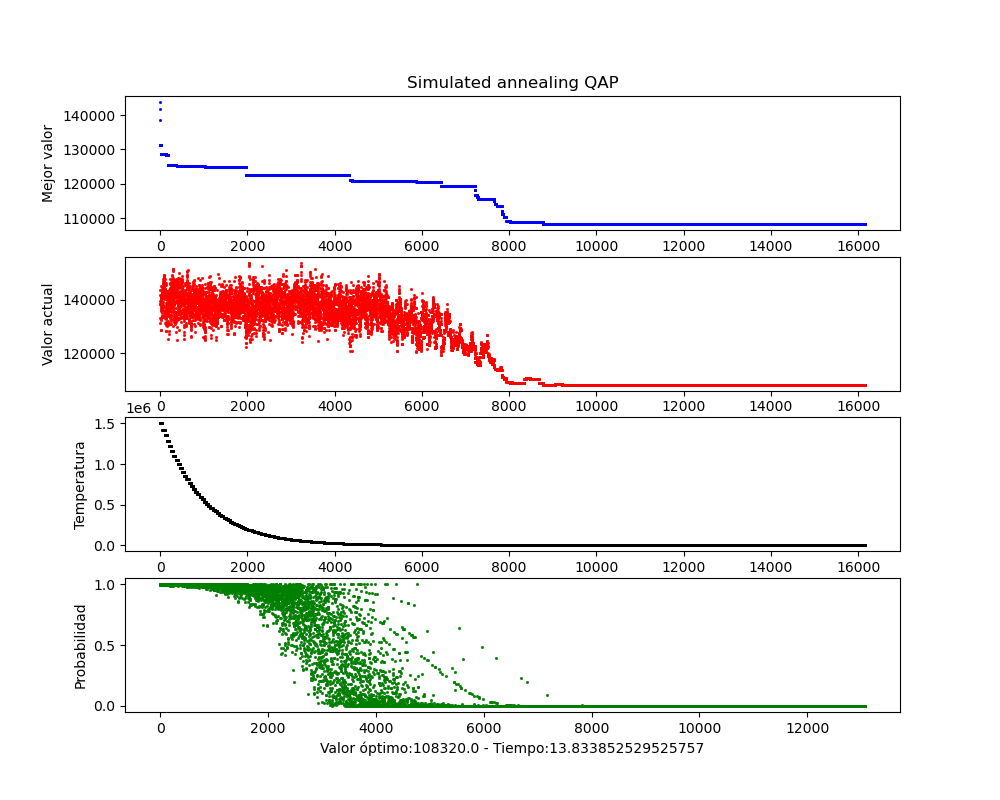 Simulated annealing QAP
Mejor valor
140000
130000
120000
110000
0 2000 4000 6000 8000 10000 12000 14000 16000
Valor actual
140000
120000
0 2000 4000 6000 8000 10000 12000 14000 16000
1e6
Temperatura
1.5
1.0
0.5
0.0
0 2000 4000 6000 8000 10000 12000 14000 16000
Probabilidad
1.0
0.5
0.0
0 2000 4000 6000 8000 10000 12000
Valor óptimo:108320.0 - Tiempo:13.833852529525757